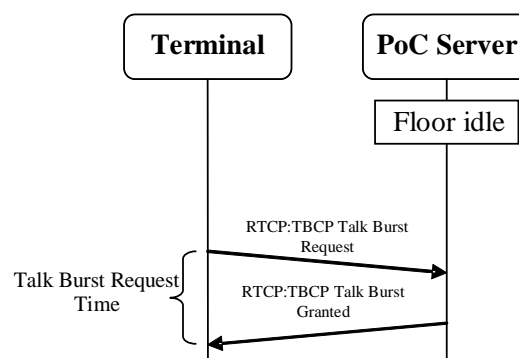 Terminal
PoC Server
Floor idle
RTCP:TBCP Talk Burst
Request
Talk Burst Request
Time
RTCP:TBCP Talk Burst
Granted